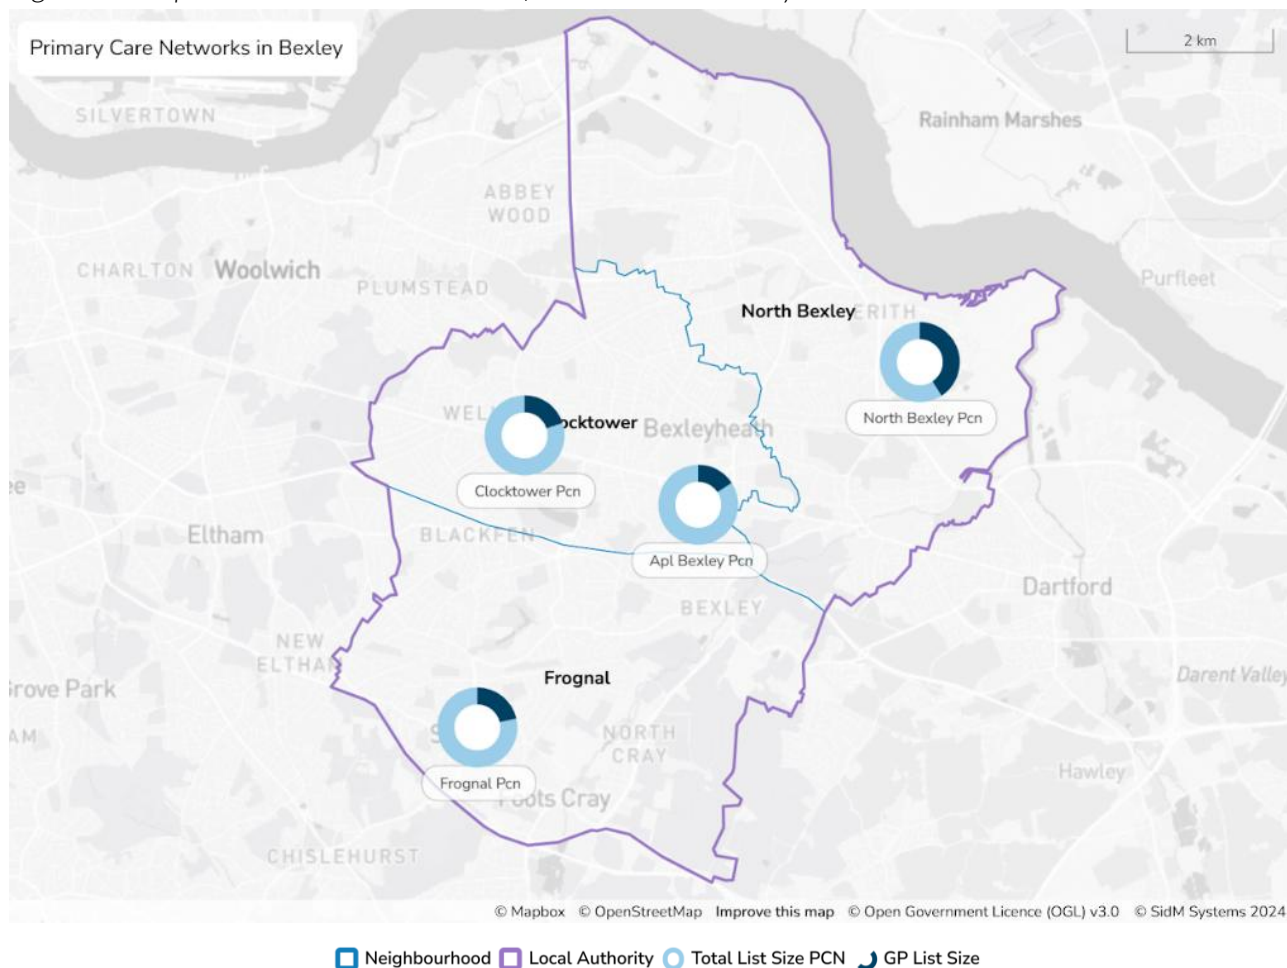 Primary Care Networks in Bexley
2 km
SILVERTOWN
Rainham Marshes
ABBEY
WOOD
CHARLTON
Woolwich
PLUMSTEAD
Purfleet
North Bexley
ERITH
North Bexley Pcn
WEL
ocktower
Bexleyheath
Clocktower Pcn
Eltham
BLACKFEN
Apl Bexley Pcn
Dartford
BEXLEY
NEW
ELTHAM
Frognal
Grove Park
Darent Valley
NORTH
CRAY
Frognal Pcn
Foots Cray
Hawley
CHISLEHURST
© Mapbox © OpenStreetMap Improve this map © Open Government Licence (OGL) v3.0 © SidM Systems 2024
Neighbourhood Local Authority Total List Size PCN GP List Size